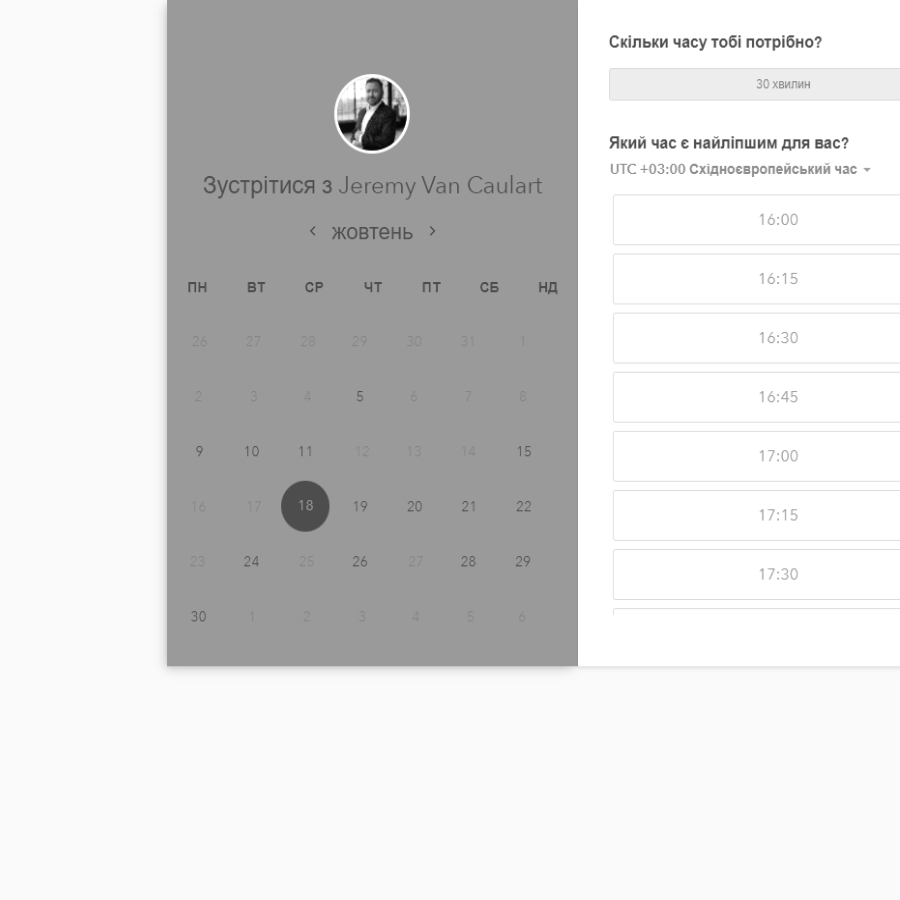 Зустрітися з Jeremy Van Caulart
жовтень
ПН ВТ СР ЧТ ПТ СБ НД
26 27 28 29 30 31 1
2 3 4 5 6 7 8
9 10 11 12 13 14 15
16 17 18 19 20 21 22
23 24 25 26 27 28 29
30 1 2 3 4 5 6
Скільки часу тобі потрібно?
30 хвилин
Який час є найліпшим для вас?
UTC +03:00 Східноєвропейський час
16:00
16:15
16:30
16:45
17:00
17:15
17:30